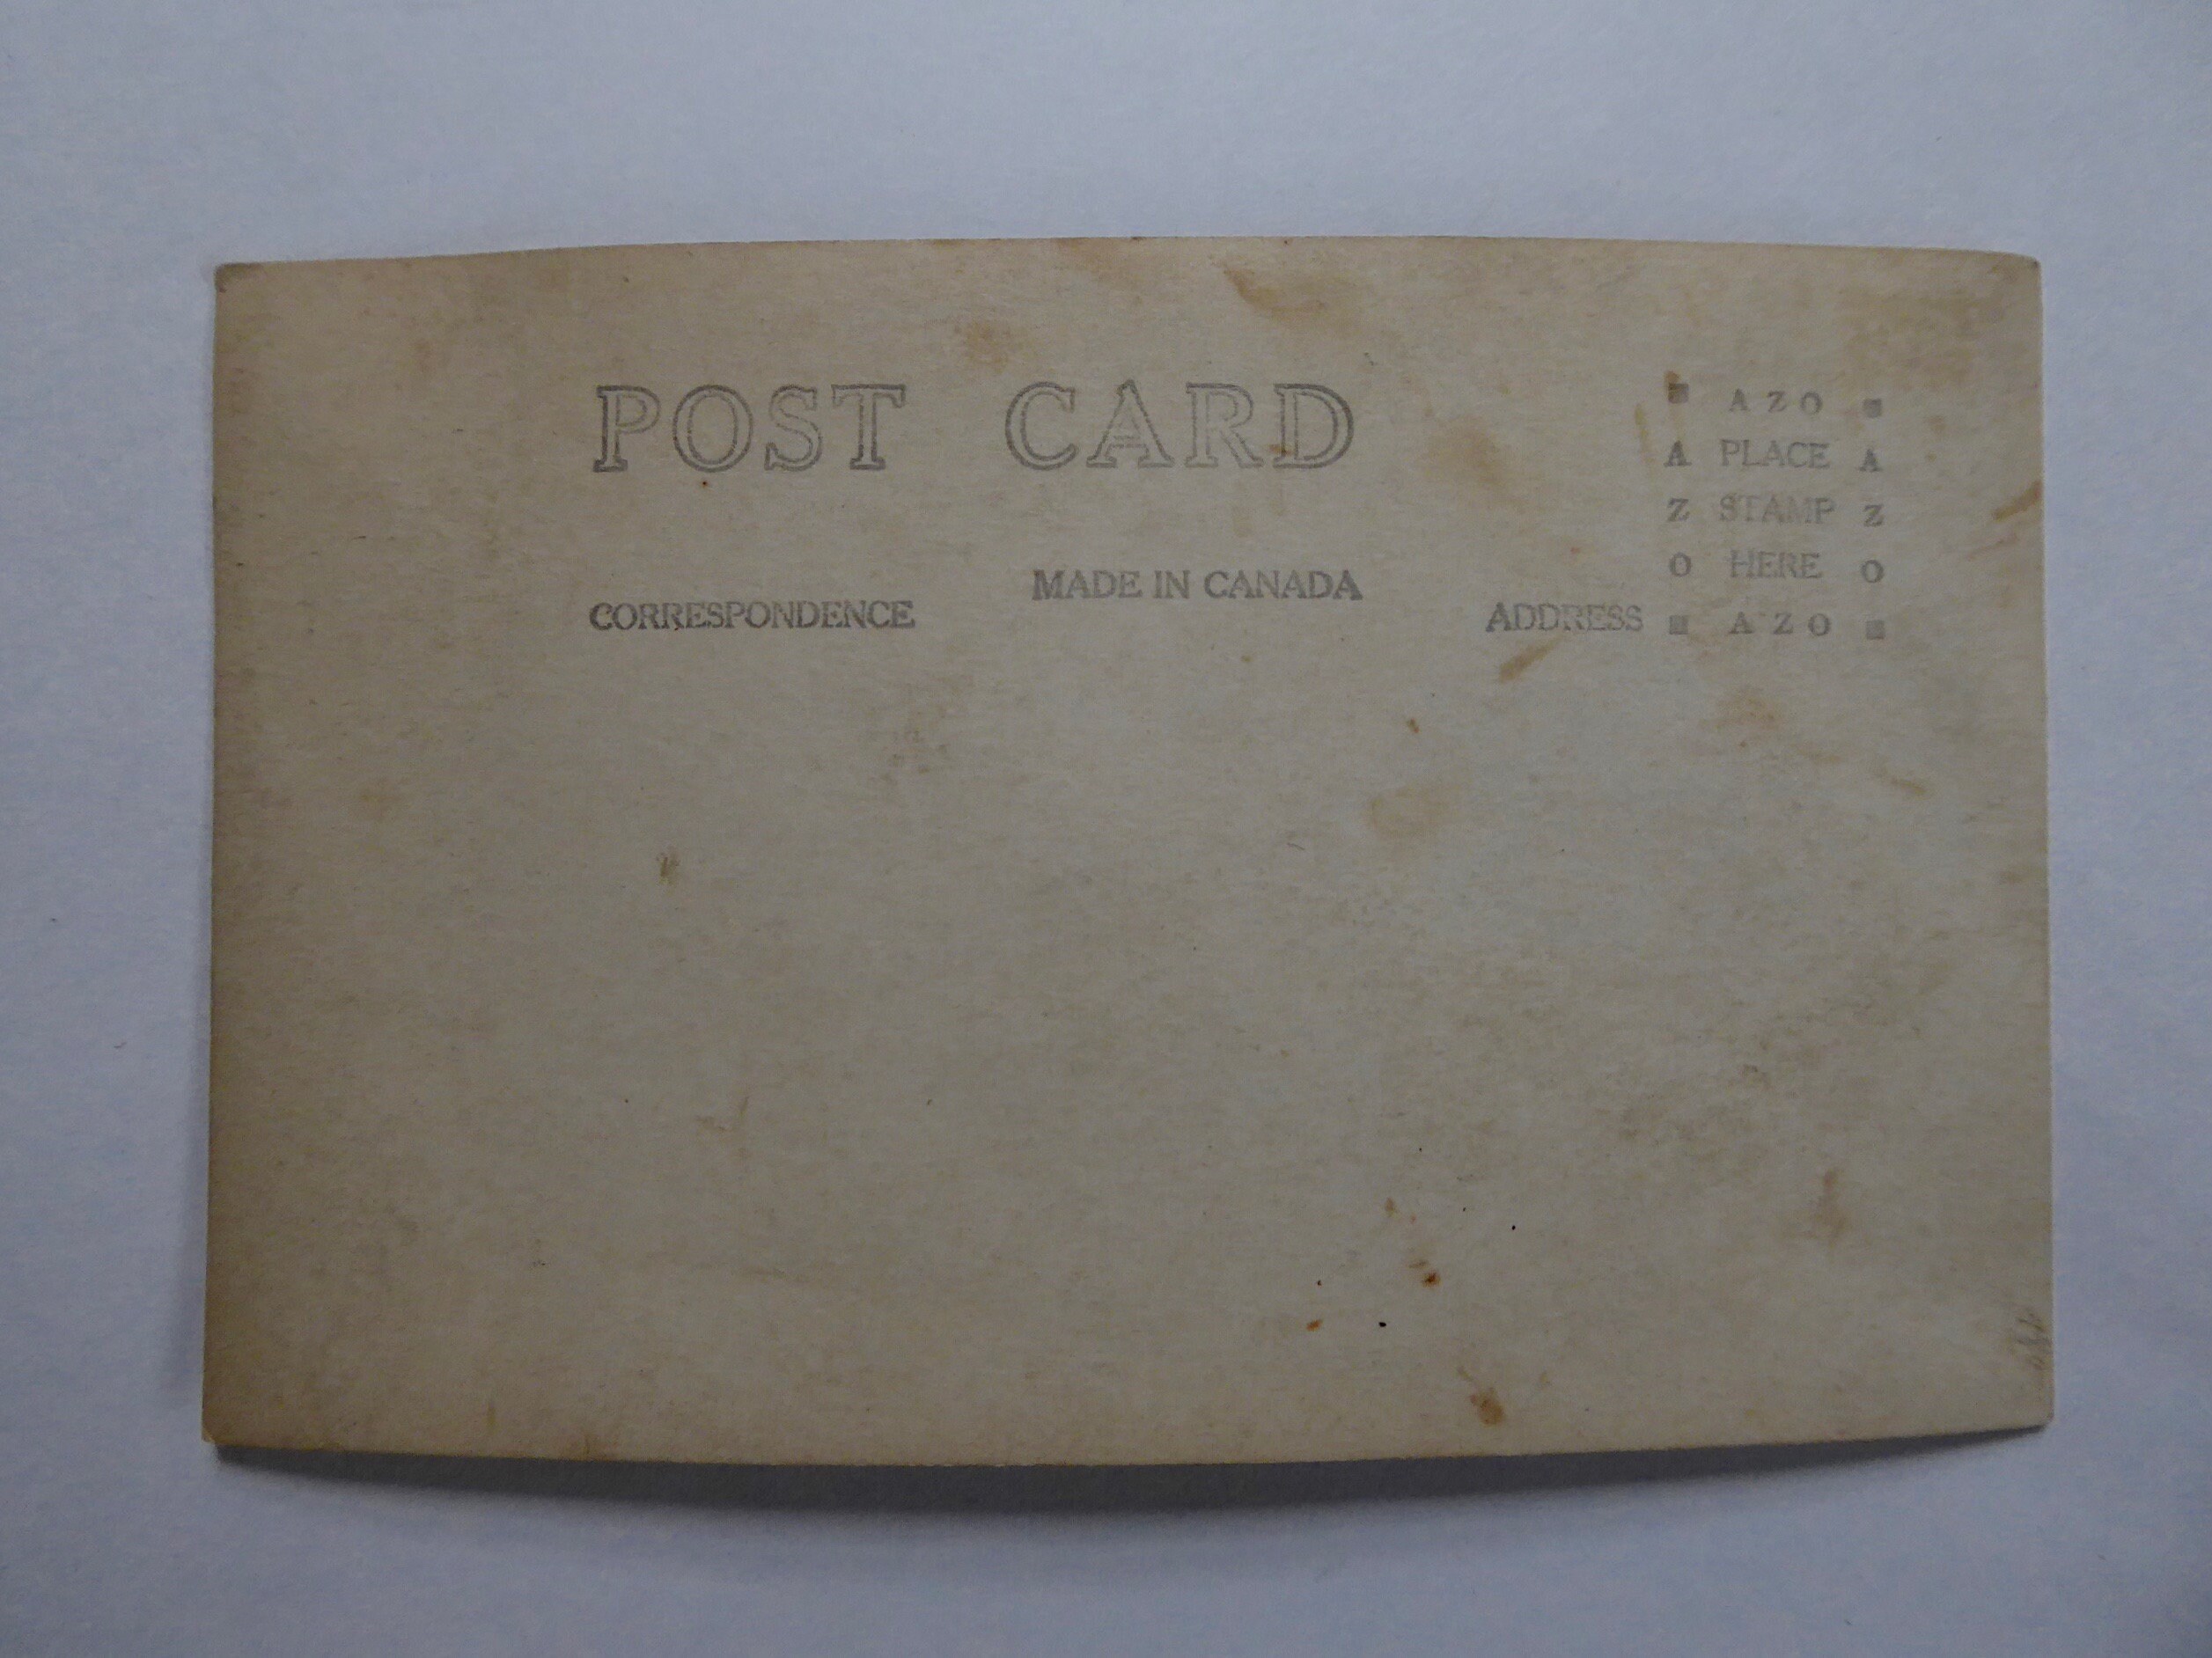 POST CARD
CORRESPONDENCE
MADE IN CANADA
ADDRESS
AZO
A PLACE A
Z STAMP Z
O HERE O
AZO